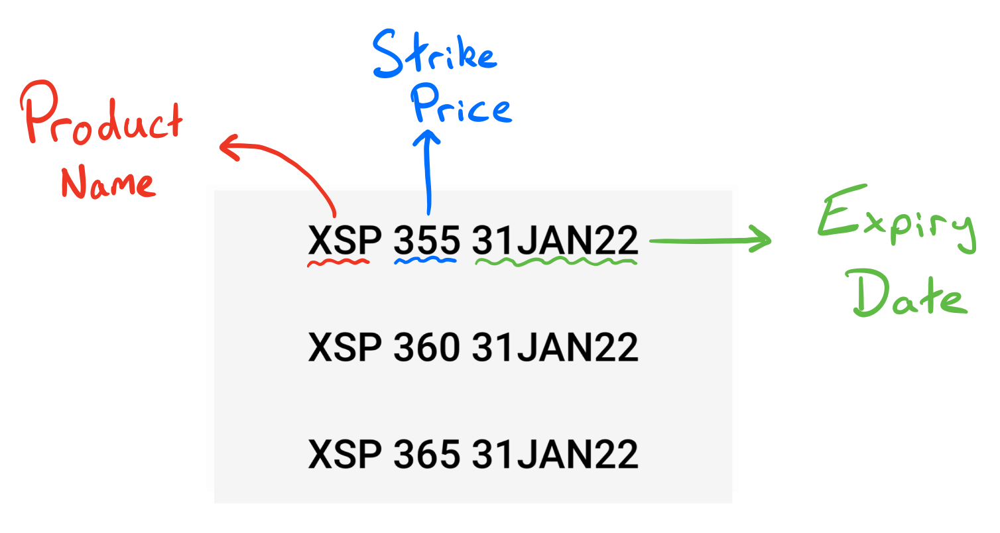 Strike
Price
Product
Name
XSP 355 31JAN22
Expiry
Date
XSP 360 31JAN22
XSP 365 31JAN22